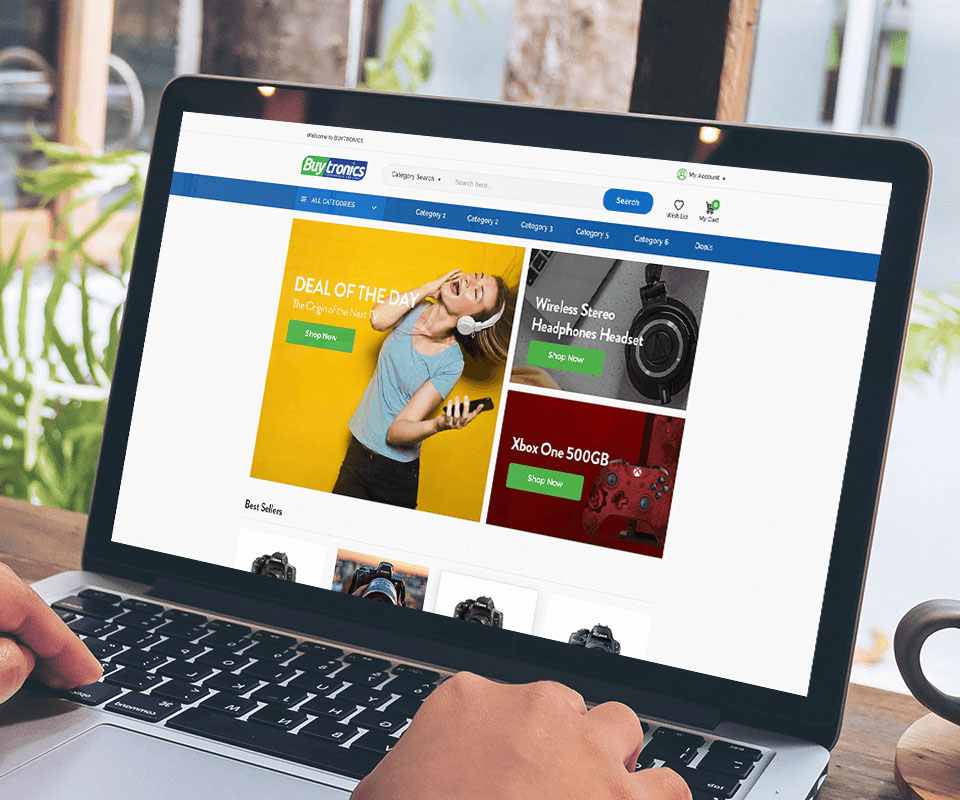 Welcome to BUYTRONICS
Buytronics
Category Search
Search here...
Search
My Account
Wish List
My Cart
ALL CATEGORIES
Category 1
Category 2
Category 3
Category 5
Category 6
Deals
DEAL OF THE DAY
The Origin of the Next
Shop Now
Wireless Stereo
Headphones Headset
Shop Now
Xbox One 500GB
Shop Now
Best Sellers
command